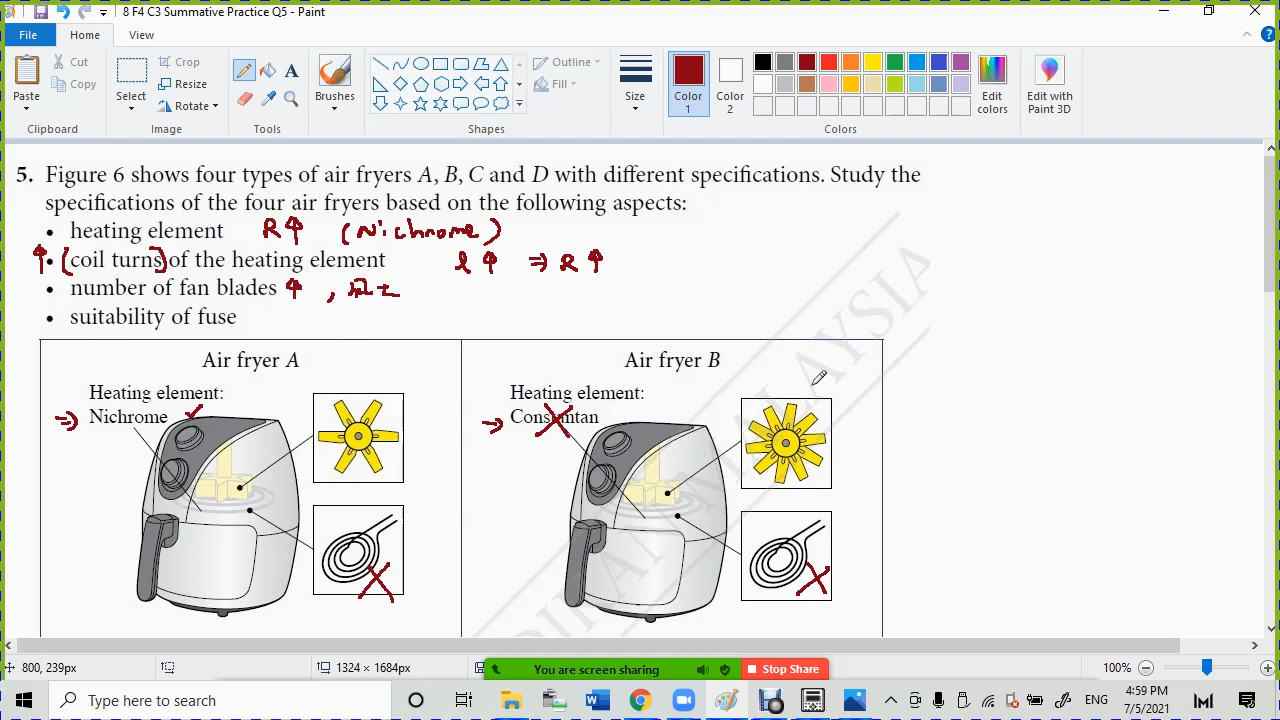 8 F4 C3 Summative Practice Q5 - Paint
File
Home
View
Paste
Cut
Copy
Clipboard
Select
Crop
Resize
Rotate
Image
A
Tools
Brushes
Shapes
Outline
Fill
Size
Color 1
Color 2
Edit colors
Edit with Paint 3D
Colors
5. Figure 6 shows four types of air fryers A, B, C and D with different specifications. Study the
specifications of the four air fryers based on the following aspects:
• heating element R↑ (Nichrome)
↑ • [coil turns] of the heating element l↑ ⇒ R↑
• number of fan blades ↑ ,
• suitability of fuse
Air fryer A
Heating element:
⇒ Nichrome ✓
Air fryer B
Heating element:
⇒ Constantan
MALAYSIA
800, 239px
1324 × 1684px
You are screen sharing
Stop Share
100%
Type here to search
ENG
4:59 PM
7/5/2021